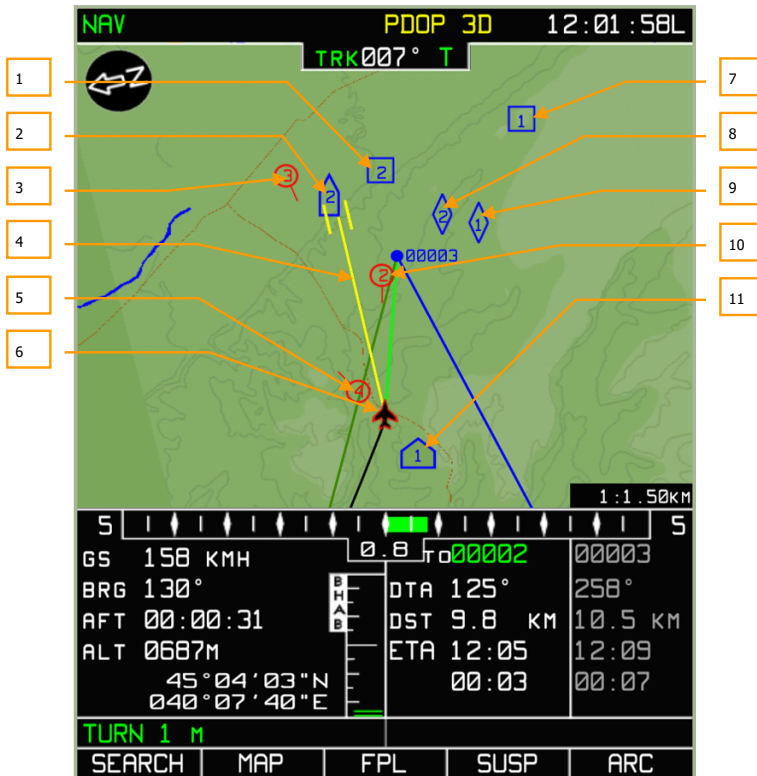 NAV PDOP 3D 12:01:58L
TRK007° T
N
1
2
3
4
5
6
7
8
9
10
11
1
2
3
2
2
1
00003
2
4
1
1:1.50KM
5 5
0.8
GS 158 KMH
BRG 130°
AFT 00:00:31
ALT 0687M
45°04'03"N
040°07'40"E
BHAB
TO00002 00003
DTA 125° 258°
DST 9.8 KM 10.5 KM
ETA 12:05 12:09
00:03 00:07
TURN 1 M
SEARCH MAP FPL SUSP ARC